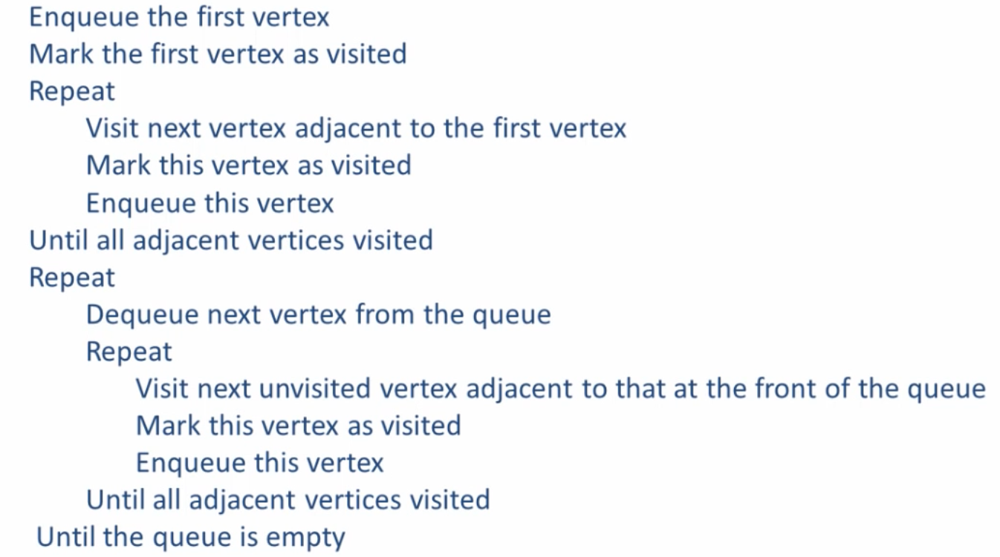 Enqueue the first vertex
Mark the first vertex as visited
Repeat
Visit next vertex adjacent to the first vertex
Mark this vertex as visited
Enqueue this vertex
Until all adjacent vertices visited
Repeat
Dequeue next vertex from the queue
Repeat
Visit next unvisited vertex adjacent to that at the front of the queue
Mark this vertex as visited
Enqueue this vertex
Until all adjacent vertices visited
Until the queue is empty